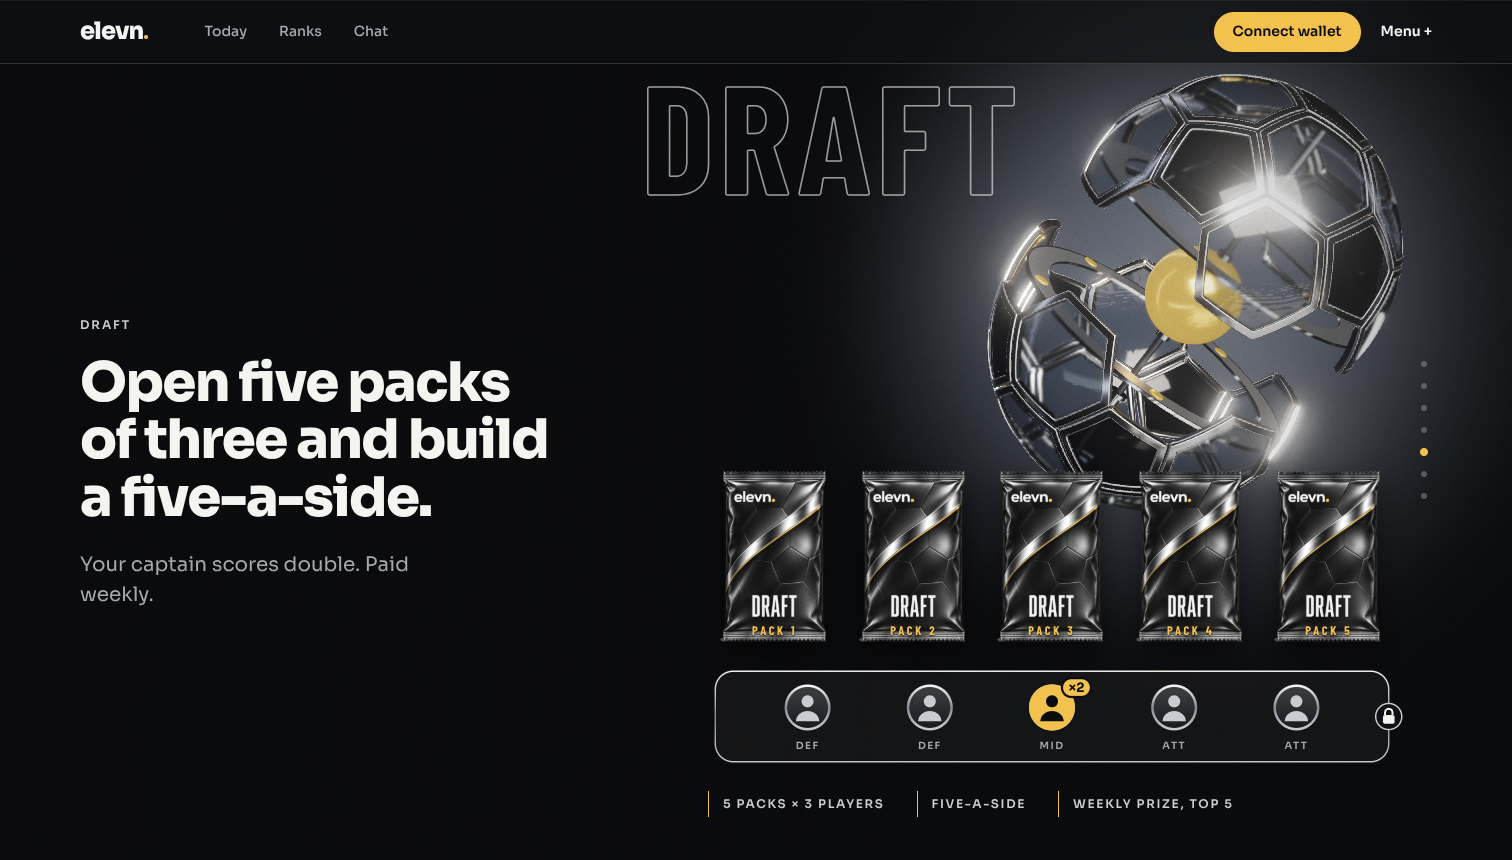 elevn.
Today
Ranks
Chat
Connect wallet
Menu +
DRAFT
DRAFT
Open five packs
of three and build
a five-a-side.
Your captain scores double. Paid
weekly.
elevn.
DRAFT
PACK 1
elevn.
DRAFT
PACK 2
elevn.
DRAFT
PACK 3
elevn.
DRAFT
PACK 4
elevn.
DRAFT
PACK 5
×2
DEF
DEF
MID
ATT
ATT
5 PACKS × 3 PLAYERS
FIVE-A-SIDE
WEEKLY PRIZE, TOP 5